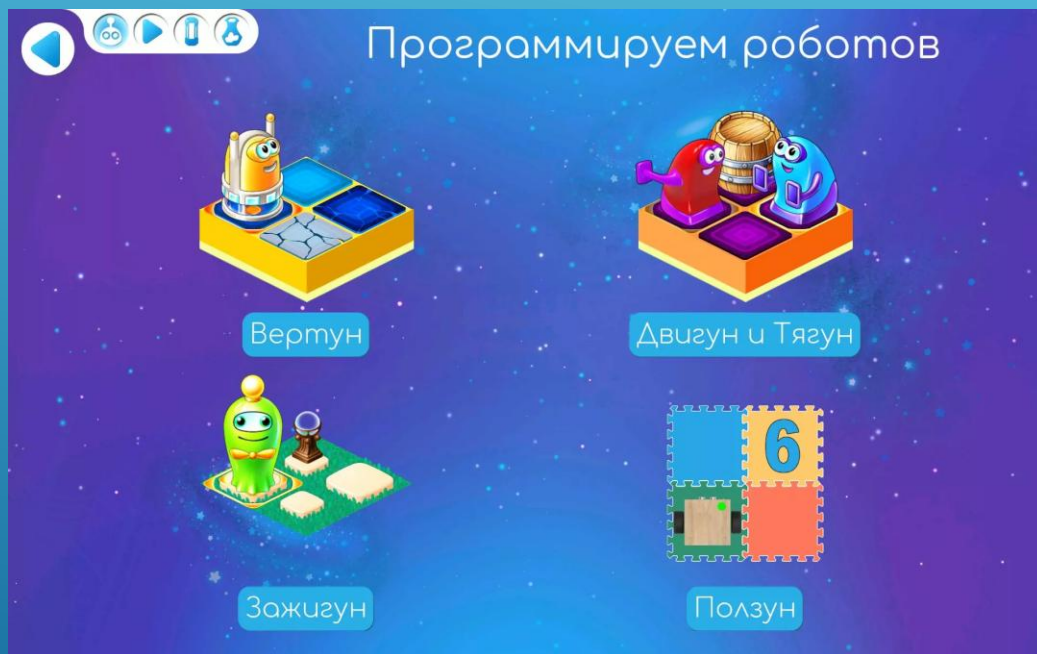 Программируем роботов
Вертун
Двигун и Тягун
6
Зажигун
Ползун